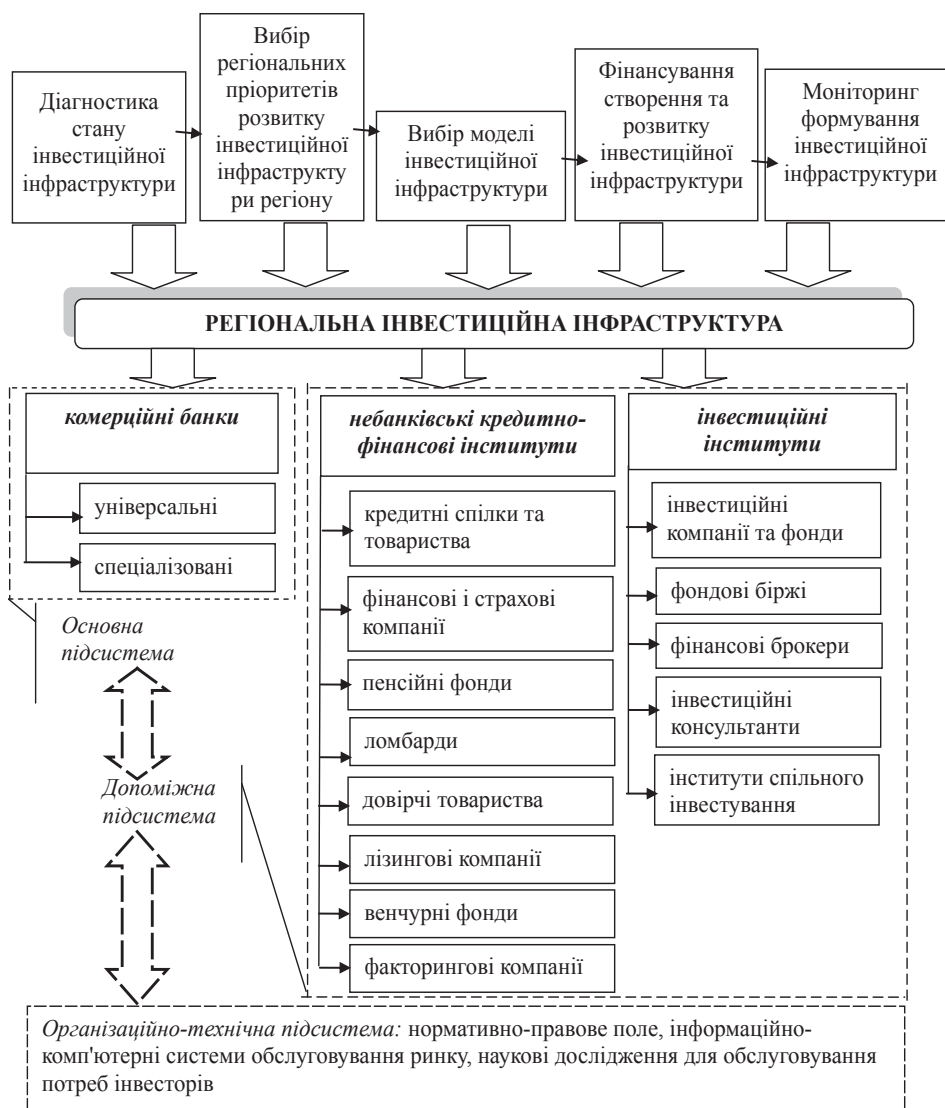 Діагностика
стану
інвестиційної
інфраструктури
Вибір
регіональних
пріоритетів
розвитку
інвестиційної
інфраструкту
ри регіону
Вибір моделі
інвестиційної
інфраструктури
Фінансування
створення та
розвитку
інвестиційної
інфраструктури
Моніторинг
формування
інвестиційної
інфраструктури
РЕГІОНАЛЬНА ІНВЕСТИЦІЙНА ІНФРАСТРУКТУРА
комерційні банки
універсальні
спеціалізовані
Основна
підсистема
Допоміжна
підсистема
небанківські кредитно-
фінансові інститути
кредитні спілки та
товариства
фінансові і страхові
компанії
пенсійні фонди
ломбарди
довірчі товариства
лізингові компанії
венчурні фонди
факторингові компанії
інвестиційні
інститути
інвестиційні
компанії та фонди
фондові біржі
фінансові брокери
інвестиційні
консультанти
інститути спільного
інвестування
Організаційно-технічна підсистема: нормативно-правове поле, інформаційно-
комп'ютерні системи обслуговування ринку, наукові дослідження для обслуговування
потреб інвесторів